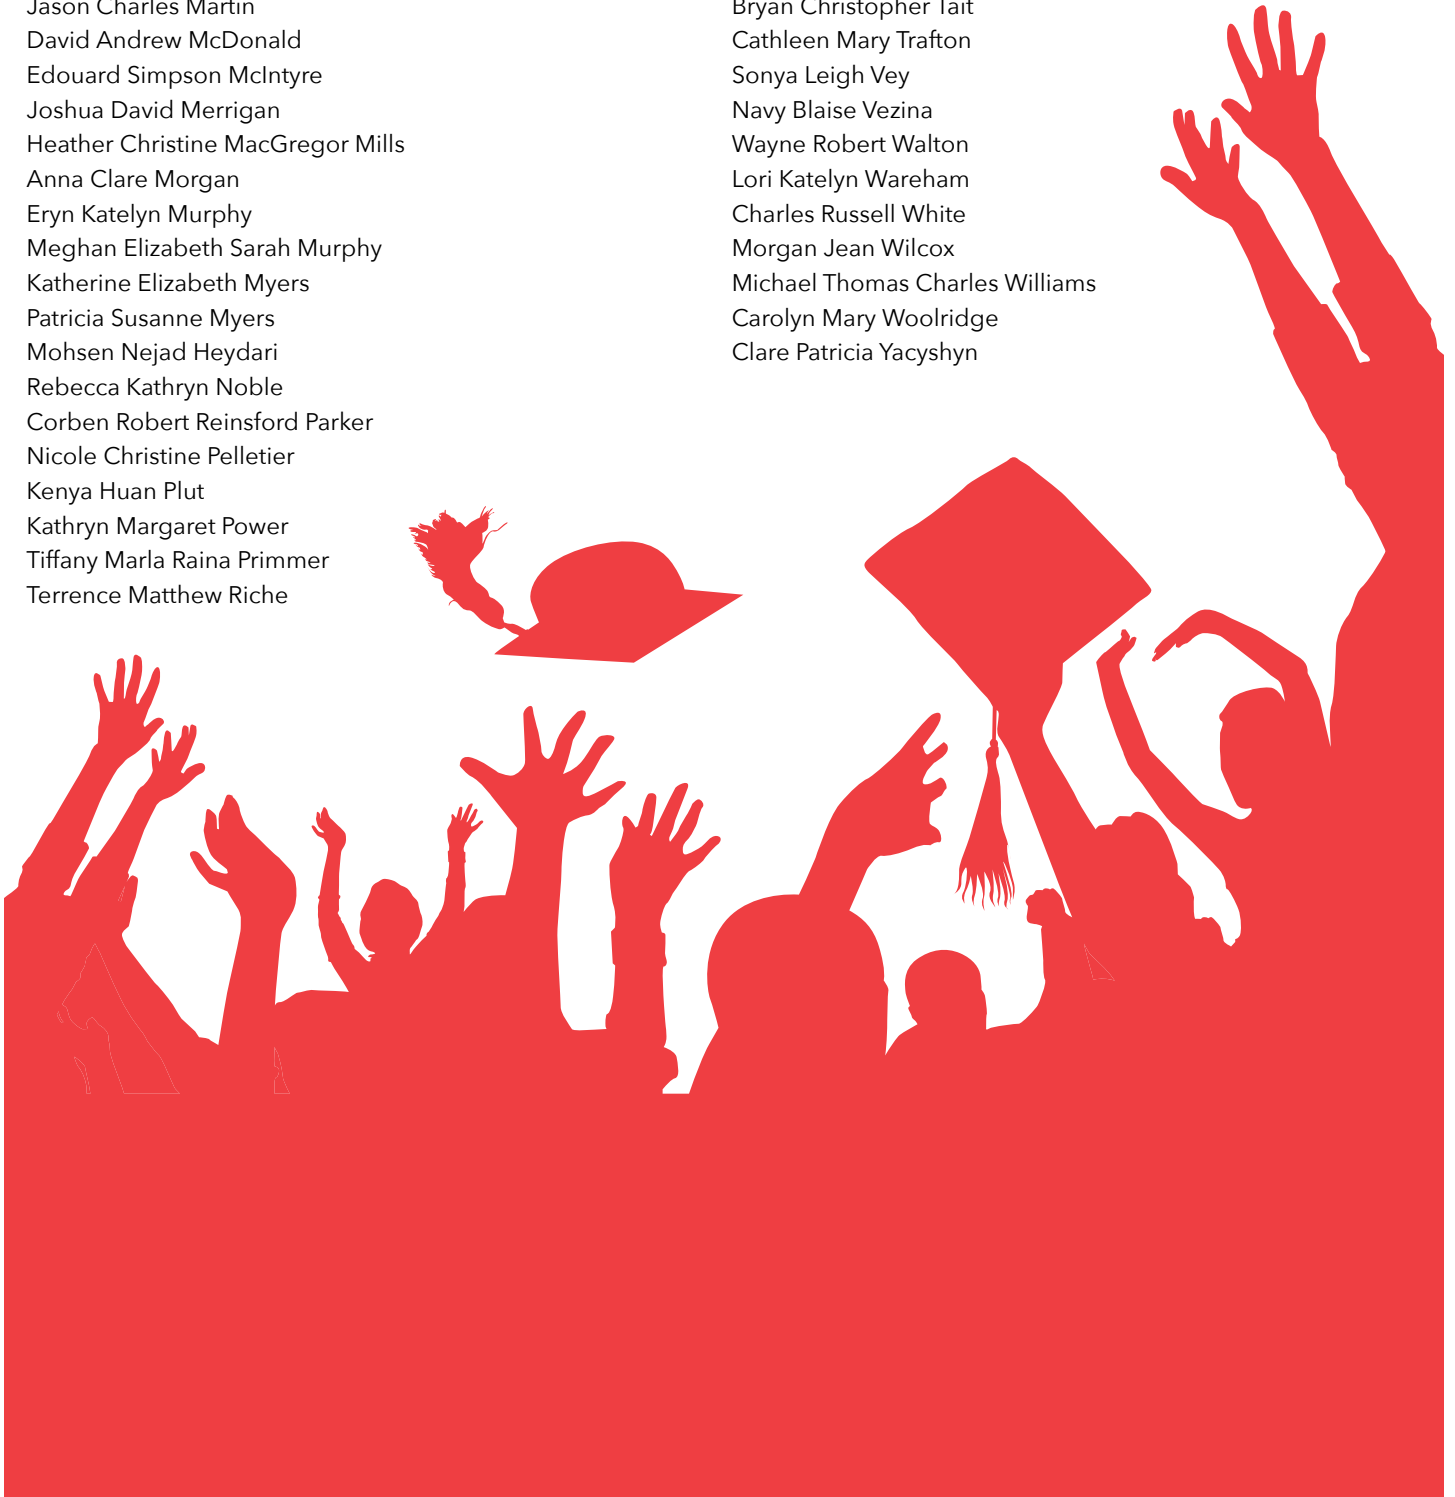 Jason Charles Martin
David Andrew McDonald
Edouard Simpson McIntyre
Joshua David Merrigan
Heather Christine MacGregor Mills
Anna Clare Morgan
Eryn Katelyn Murphy
Meghan Elizabeth Sarah Murphy
Katherine Elizabeth Myers
Patricia Susanne Myers
Mohsen Nejad Heydari
Rebecca Kathryn Noble
Corben Robert Reinsford Parker
Nicole Christine Pelletier
Kenya Huan Plut
Kathryn Margaret Power
Tiffany Marla Raina Primmer
Terrence Matthew Riche
Bryan Christopher Tait
Cathleen Mary Trafton
Sonya Leigh Vey
Navy Blaise Vezina
Wayne Robert Walton
Lori Katelyn Wareham
Charles Russell White
Morgan Jean Wilcox
Michael Thomas Charles Williams
Carolyn Mary Woolridge
Clare Patricia Yacyshyn